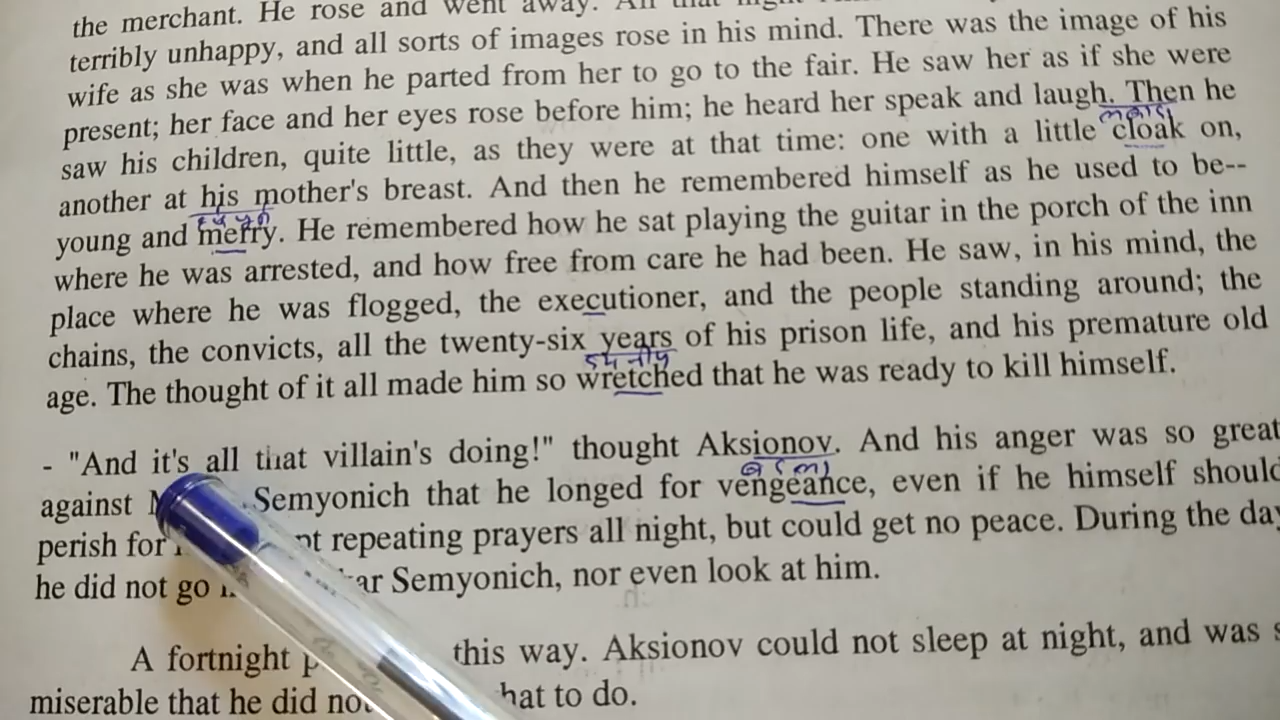 the merchant. He rose and went away. All that night
terribly unhappy, and all sorts of images rose in his mind. There was the image of his
wife as she was when he parted from her to go to the fair. He saw her as if she were
present; her face and her eyes rose before him; he heard her speak and laugh. Then he
saw his children, quite little, as they were at that time: one with a little cloak on,
another at his mother's breast. And then he remembered himself as he used to be--
young and merry. He remembered how he sat playing the guitar in the porch of the inn
where he was arrested, and how free from care he had been. He saw, in his mind, the
place where he was flogged, the executioner, and the people standing around; the
chains, the convicts, all the twenty-six years of his prison life, and his premature old
age. The thought of it all made him so wretched that he was ready to kill himself.
- "And it's all that villain's doing!" thought Aksionov. And his anger was so great
against Semyonich that he longed for vengeance, even if he himself should
perish for repeating prayers all night, but could get no peace. During the day
he did not go Semyonich, nor even look at him.
A fortnight this way. Aksionov could not sleep at night, and was
miserable that he did not to do.